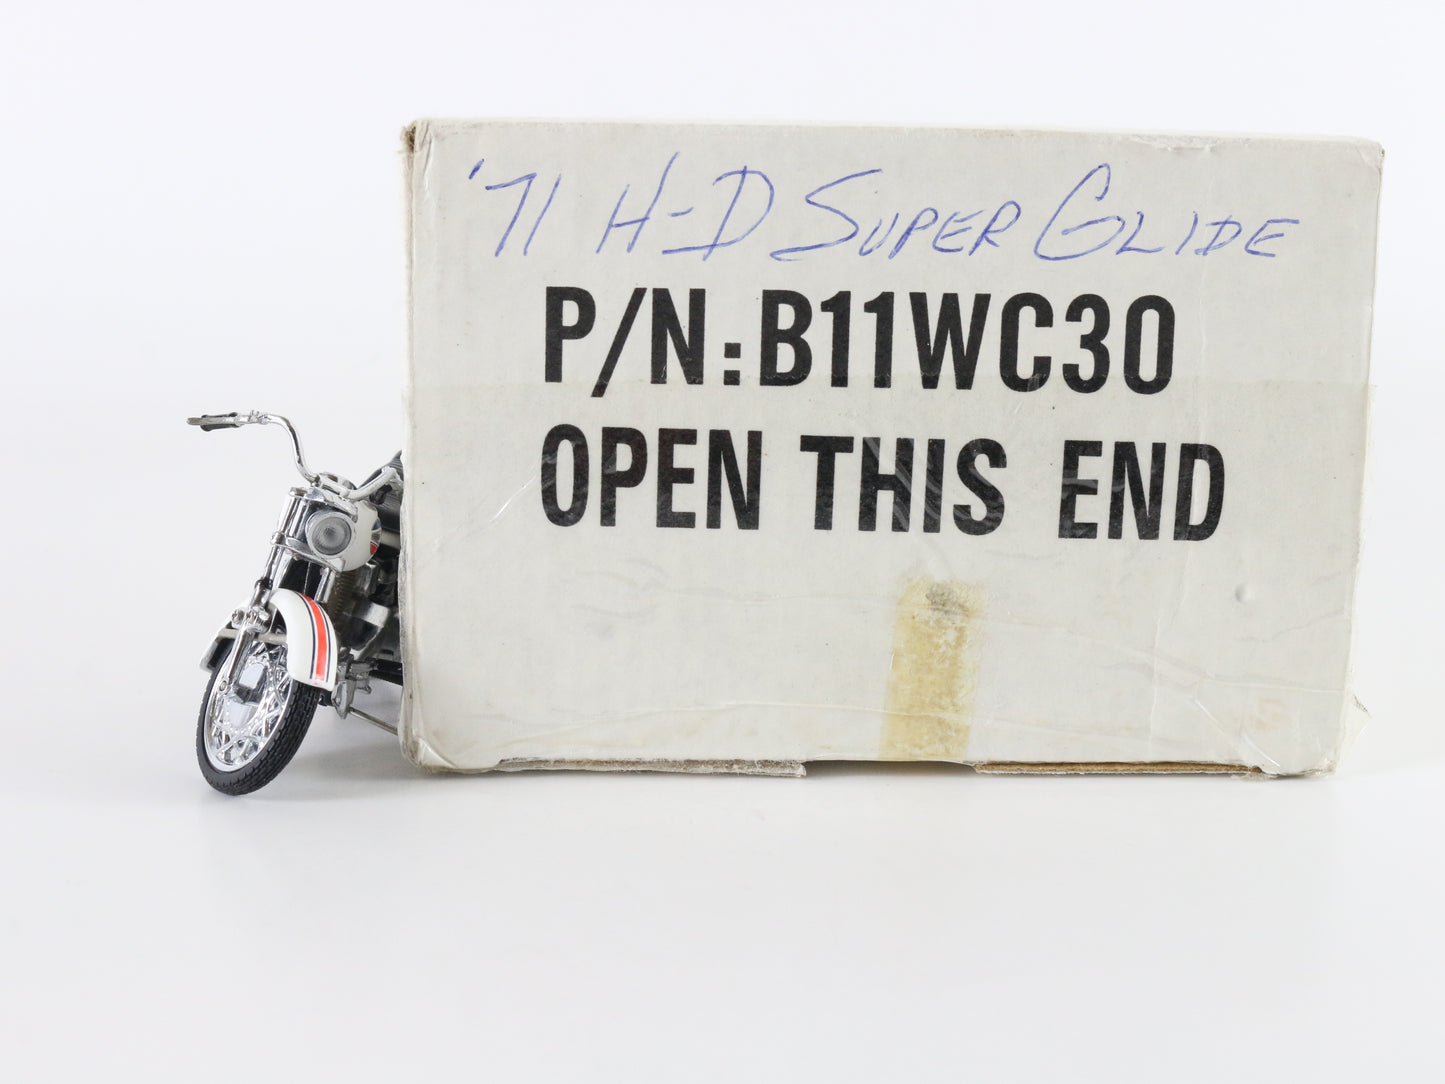 '71 H-D SUPER GLIDE
P/N:B11WC30
OPEN THIS END